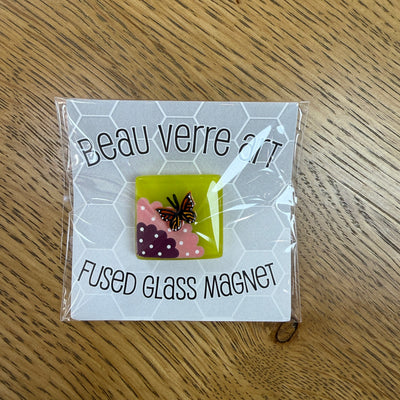 Beau verre art
Fused Glass Magnet